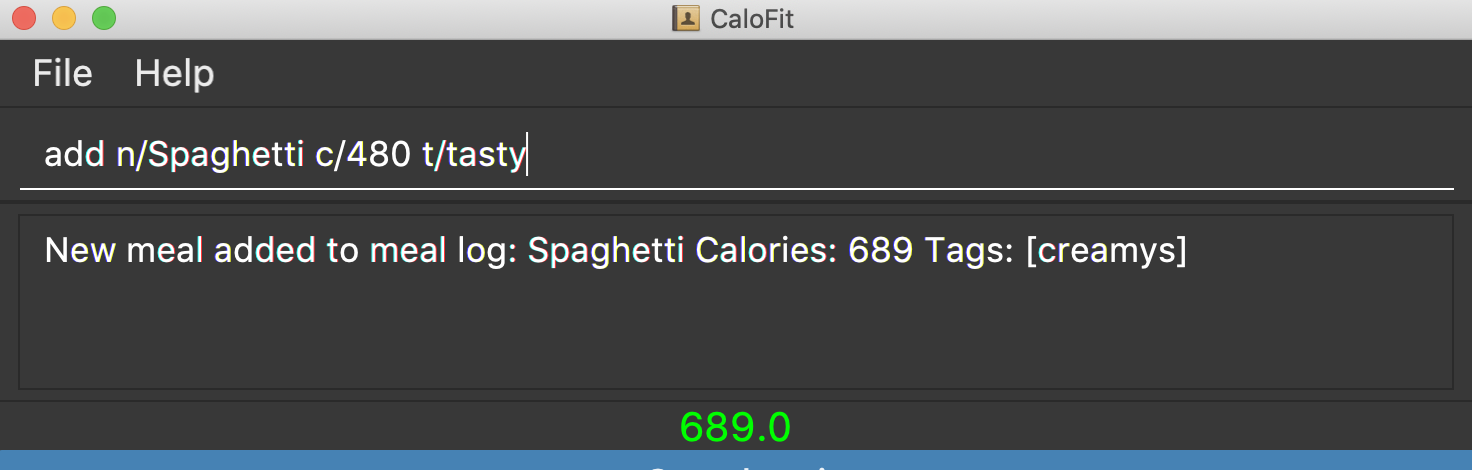 CaloFit
File Help
add n/Spaghetti c/480 t/tasty
New meal added to meal log: Spaghetti Calories: 689 Tags: [creamys]
689.0